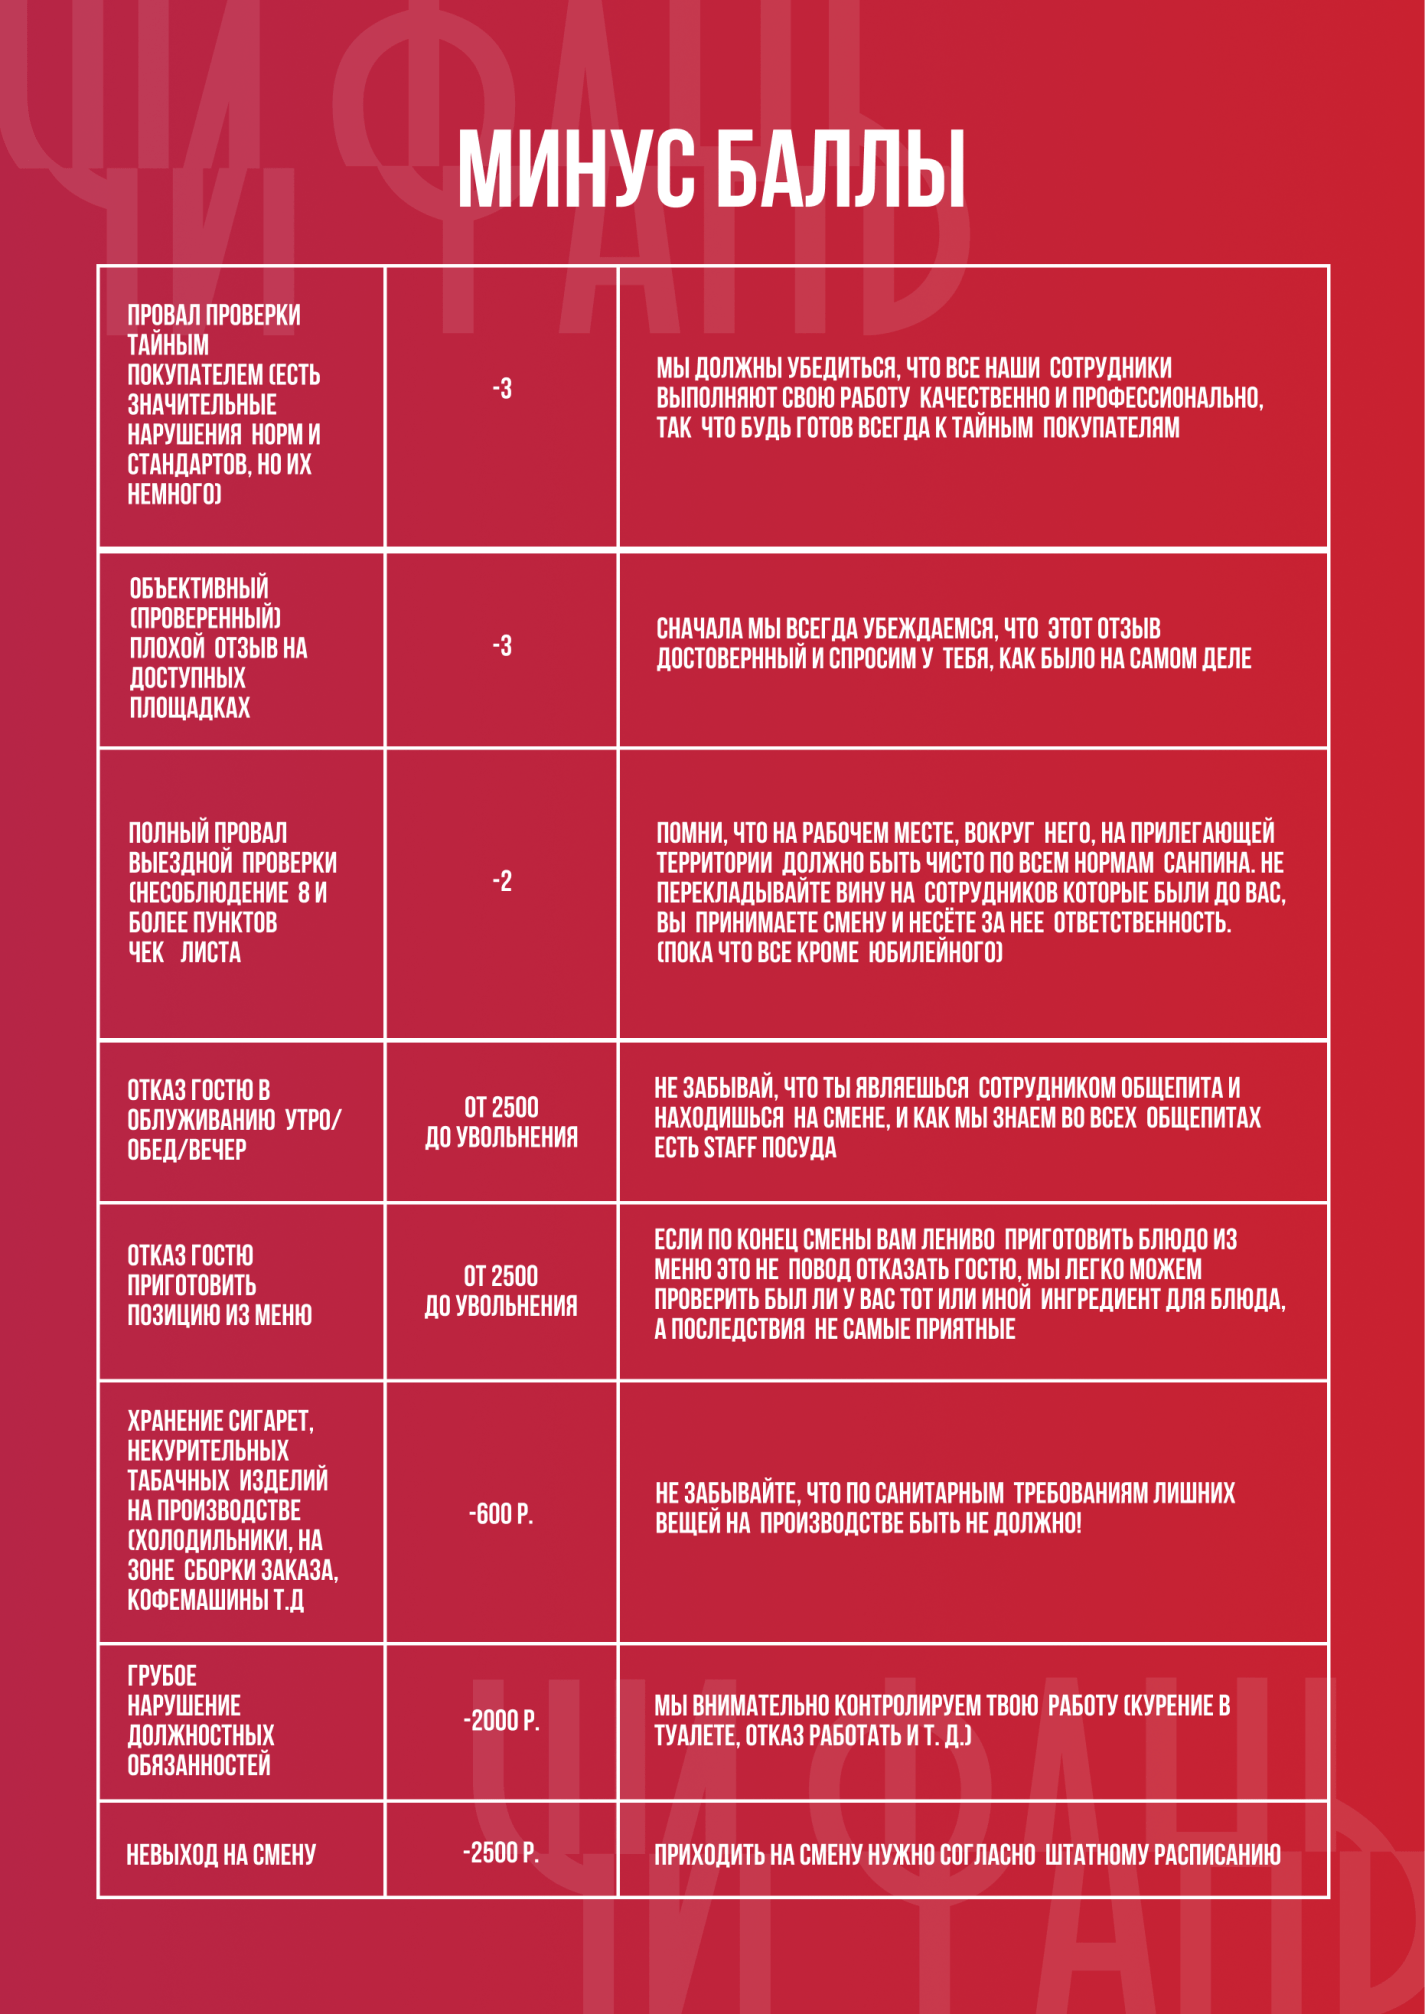 ЧИ ФАНЬ
МИНУС БАЛЛЫ
ПРОВАЛ ПРОВЕРКИ
ТАЙНЫМ
ПОКУПАТЕЛЕМ (ЕСТЬ
ЗНАЧИТЕЛЬНЫЕ
НАРУШЕНИЯ НОРМ И
СТАНДАРТОВ, НО ИХ
НЕМНОГО)
-3
МЫ ДОЛЖНЫ УБЕДИТЬСЯ, ЧТО ВСЕ НАШИ СОТРУДНИКИ
ВЫПОЛНЯЮТ СВОЮ РАБОТУ КАЧЕСТВЕННО И ПРОФЕССИОНАЛЬНО,
ТАК ЧТО БУДЬ ГОТОВ ВСЕГДА К ТАЙНЫМ ПОКУПАТЕЛЯМ
ОБЪЕКТИВНЫЙ
(ПРОВЕРЕННЫЙ)
ПЛОХОЙ ОТЗЫВ НА
ДОСТУПНЫХ
ПЛОЩАДКАХ
-3
СНАЧАЛА МЫ ВСЕГДА УБЕЖДАЕМСЯ, ЧТО ЭТОТ ОТЗЫВ
ДОСТОВЕРННЫЙ И СПРОСИМ У ТЕБЯ, КАК БЫЛО НА САМОМ ДЕЛЕ
ПОЛНЫЙ ПРОВАЛ
ВЫЕЗДНОЙ ПРОВЕРКИ
(НЕСОБЛЮДЕНИЕ 8 И
БОЛЕЕ ПУНКТОВ
ЧЕК ЛИСТА
-2
ПОМНИ, ЧТО НА РАБОЧЕМ МЕСТЕ, ВОКРУГ НЕГО, НА ПРИЛЕГАЮЩЕЙ
ТЕРРИТОРИИ ДОЛЖНО БЫТЬ ЧИСТО ПО ВСЕМ НОРМАМ САНПИНА. НЕ
ПЕРЕКЛАДЫВАЙТЕ ВИНУ НА СОТРУДНИКОВ КОТОРЫЕ БЫЛИ ДО ВАС,
ВЫ ПРИНИМАЕТЕ СМЕНУ И НЕСЁТЕ ЗА НЕЕ ОТВЕТСТВЕННОСТЬ.
(ПОКА ЧТО ВСЕ КРОМЕ ЮБИЛЕЙНОГО)
ОТКАЗ ГОСТЮ В
ОБЛУЖИВАНИЮ УТРО/
ОБЕД/ВЕЧЕР
ОТ 2500
ДО УВОЛЬНЕНИЯ
НЕ ЗАБЫВАЙ, ЧТО ТЫ ЯВЛЯЕШЬСЯ СОТРУДНИКОМ ОБЩЕПИТА И
НАХОДИШЬСЯ НА СМЕНЕ, И КАК МЫ ЗНАЕМ ВО ВСЕХ ОБЩЕПИТАХ
ЕСТЬ STAFF ПОСУДА
ОТКАЗ ГОСТЮ
ПРИГОТОВИТЬ
ПОЗИЦИЮ ИЗ МЕНЮ
ОТ 2500
ДО УВОЛЬНЕНИЯ
ЕСЛИ ПО КОНЕЦ СМЕНЫ ВАМ ЛЕНИВО ПРИГОТОВИТЬ БЛЮДО ИЗ
МЕНЮ ЭТО НЕ ПОВОД ОТКАЗАТЬ ГОСТЮ, МЫ ЛЕГКО МОЖЕМ
ПРОВЕРИТЬ БЫЛ ЛИ У ВАС ТОТ ИЛИ ИНОЙ ИНГРЕДИЕНТ ДЛЯ БЛЮДА,
А ПОСЛЕДСТВИЯ НЕ САМЫЕ ПРИЯТНЫЕ
ХРАНЕНИЕ СИГАРЕТ,
НЕКУРИТЕЛЬНЫХ
ТАБАЧНЫХ ИЗДЕЛИЙ
НА ПРОИЗВОДСТВЕ
(ХОЛОДИЛЬНИКИ, НА
ЗОНЕ СБОРКИ ЗАКАЗА,
КОФЕМАШИНЫ Т.Д
-600 Р.
НЕ ЗАБЫВАЙТЕ, ЧТО ПО САНИТАРНЫМ ТРЕБОВАНИЯМ ЛИШНИХ
ВЕЩЕЙ НА ПРОИЗВОДСТВЕ БЫТЬ НЕ ДОЛЖНО!
ГРУБОЕ
НАРУШЕНИЕ
ДОЛЖНОСТНЫХ
ОБЯЗАННОСТЕЙ
-2000 Р.
МЫ ВНИМАТЕЛЬНО КОНТРОЛИРУЕМ ТВОЮ РАБОТУ (КУРЕНИЕ В
ТУАЛЕТЕ, ОТКАЗ РАБОТАТЬ И Т. Д.)
НЕВЫХОД НА СМЕНУ
-2500 Р.
ПРИХОДИТЬ НА СМЕНУ НУЖНО СОГЛАСНО ШТАТНОМУ РАСПИСАНИЮ
ЧИ ФАНЬ